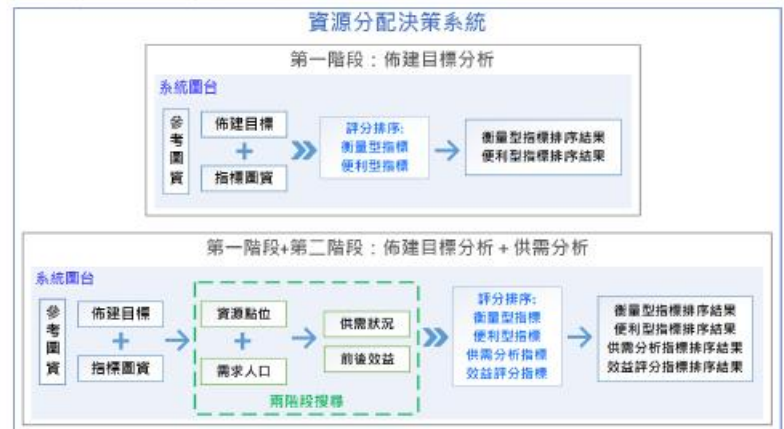 資源分配決策系統
第一階段：佈建目標分析
系統圖台
參考圖資
佈建目標
+
指標圖資
評分排序:
衡量型指標
便利型指標
衡量型指標排序結果
便利型指標排序結果
第一階段+第二階段：佈建目標分析+供需分析
系統圖台
參考圖資
佈建目標
+
指標圖資
資源點位
+
需求人口
供需狀況
前後效益
兩階段搜尋
評分排序:
衡量型指標
便利型指標
供需分析指標
效益評分指標
衡量型指標排序結果
便利型指標排序結果
供需分析指標排序結果
效益評分指標排序結果